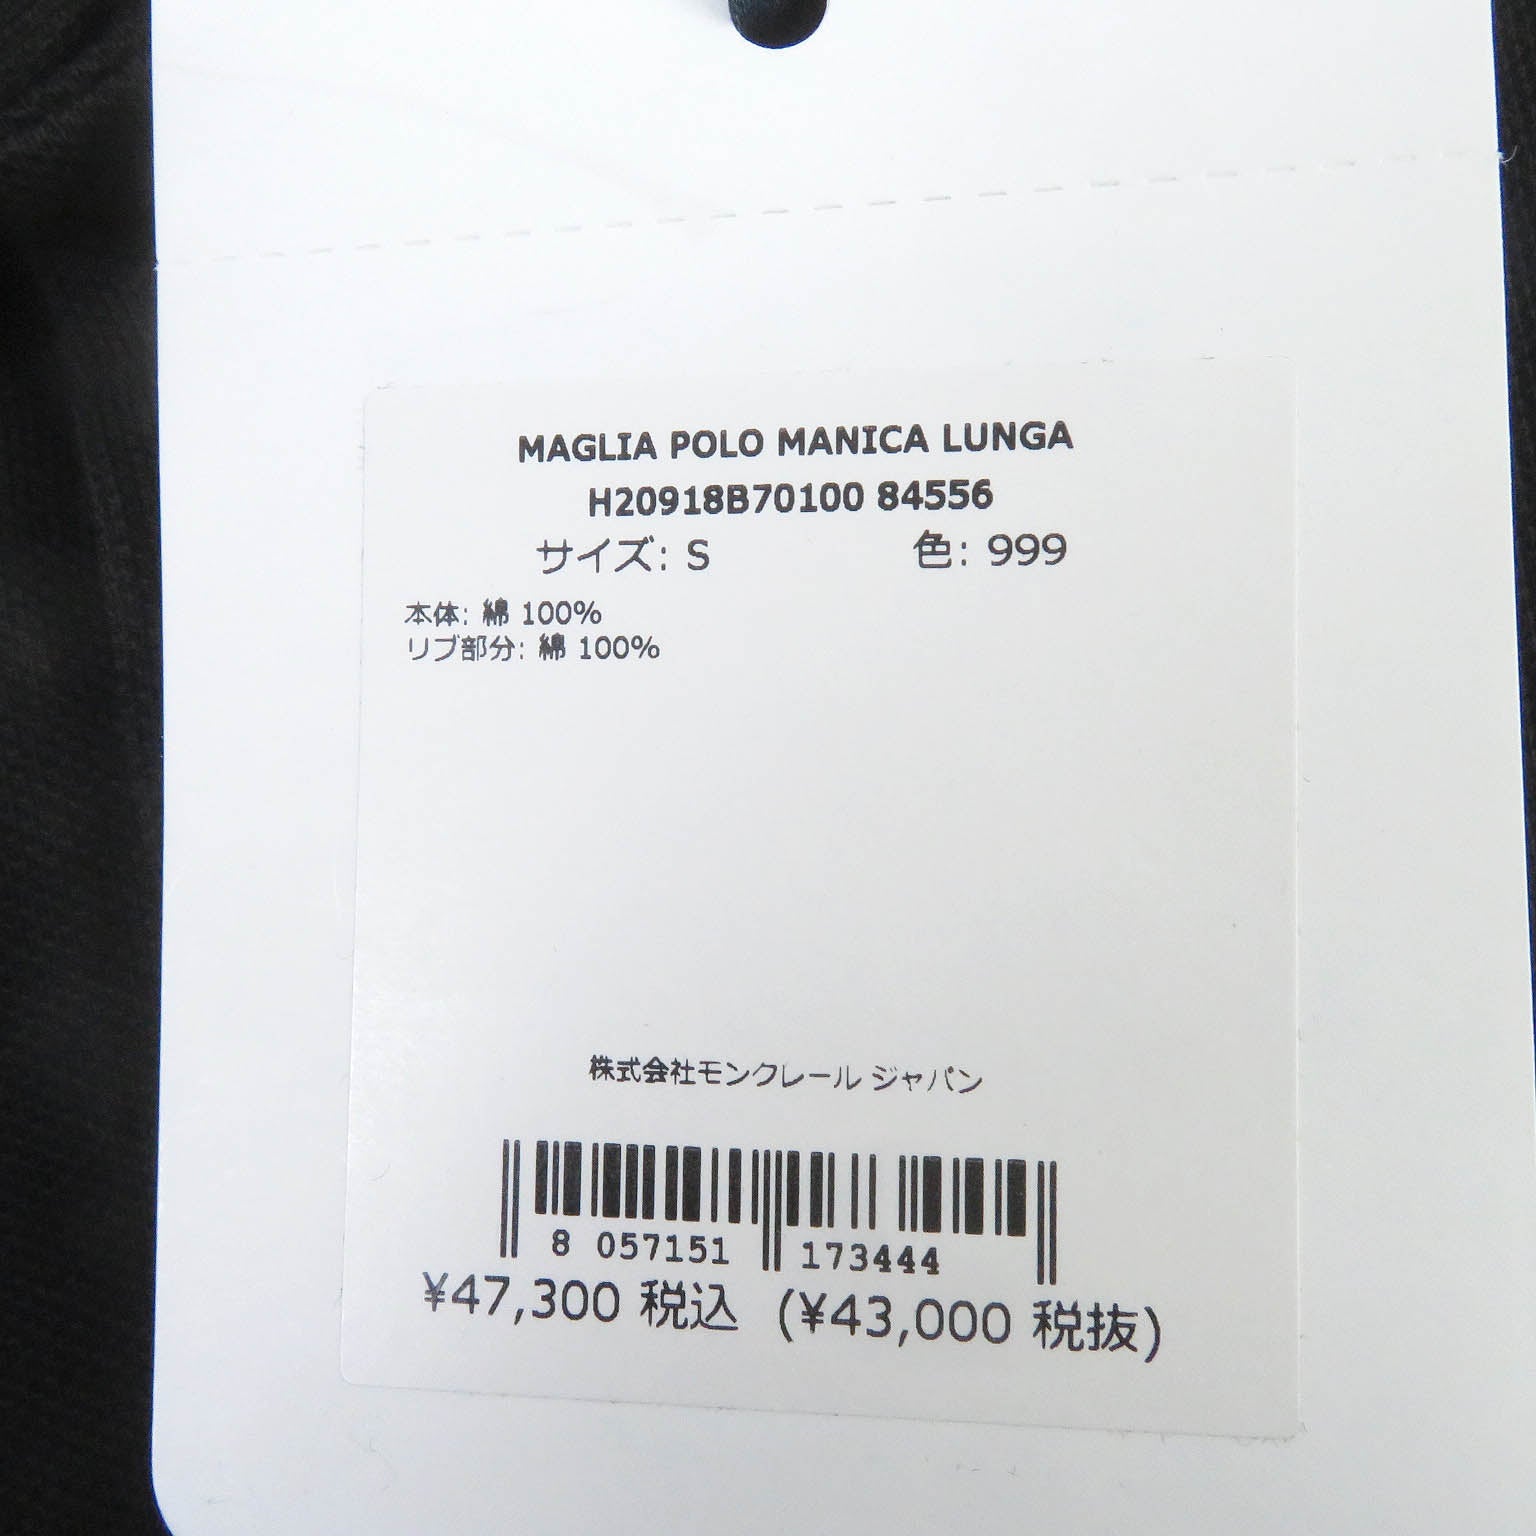 MAGLIA POLO MANICA LUNGA
H20918B70100 84556
サイズ: S 色: 999
本体: 綿 100%
リブ部分: 綿 100%
株式会社モンクレール ジャパン
8 057151 173444
¥47,300 税込 (¥43,000 税抜)